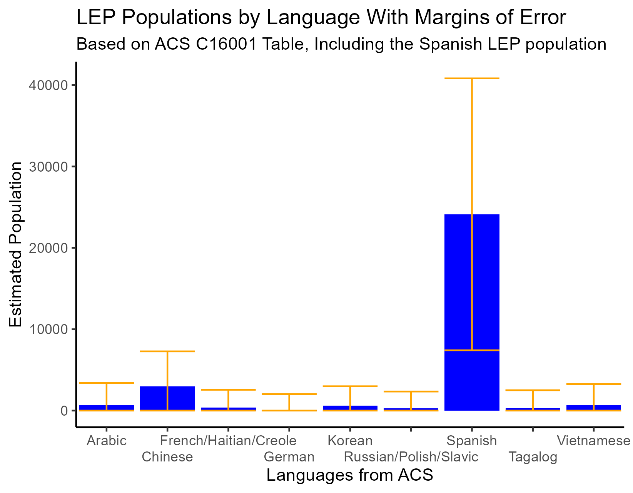 LEP Populations by Language With Margins of Error
Based on ACS C16001 Table, Including the Spanish LEP population
Estimated Population
40000
30000
20000
10000
0
Arabic French/Haitian/Creole Korean Spanish Vietnamese
Chinese German Russian/Polish/Slavic Tagalog
Languages from ACS